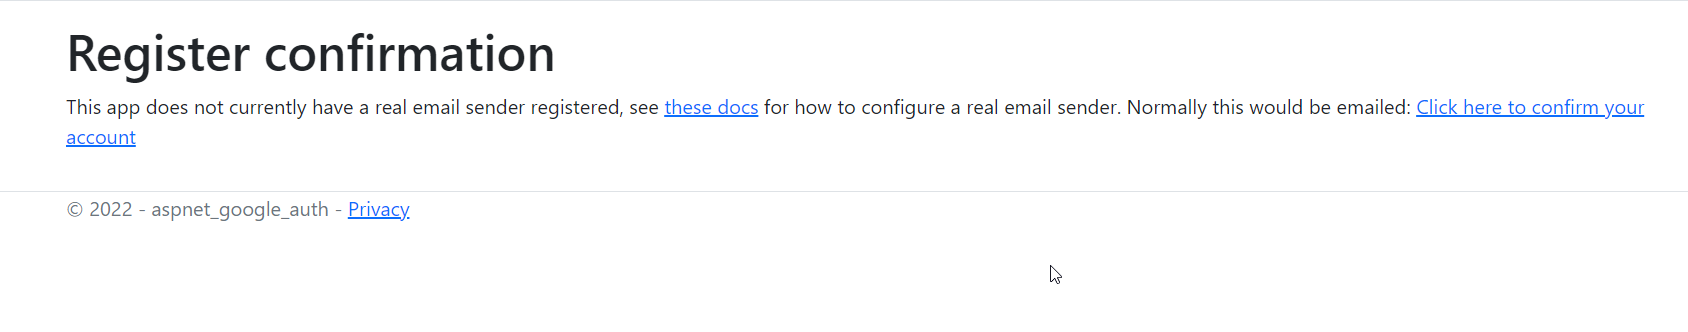 Register confirmation
This app does not currently have a real email sender registered, see these docs for how to configure a real email sender. Normally this would be emailed: Click here to confirm your
account
© 2022 - aspnet_google_auth - Privacy